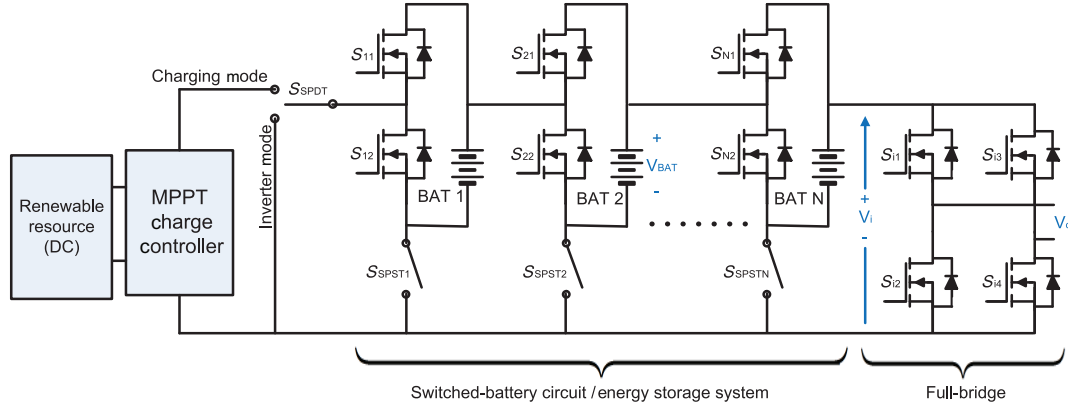 S11
S21
SN1
Charging mode
SSPDT
Inverter mode
S12
S22
SN2
+
VBAT
-
BAT 1
BAT 2
BAT N
Renewable
resource
(DC)
MPPT
charge
controller
SSPST1
SSPST2
SSPSTN
+
Vi
-
Si1
Si3
Si2
Si4
Switched-battery circuit / energy storage system
Full-bridge